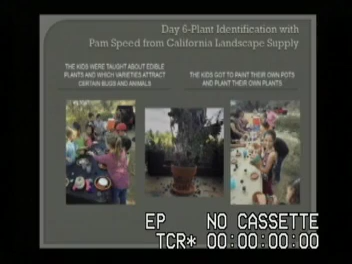 Day 6-Plant Identification with
Pam Speed from California Landscape Supply
THE KIDS WERE TAUGHT ABOUT EDIBLE
PLANTS AND WHICH VARIETIES ATTRACT
CERTAIN BUGS AND ANIMALS.
THE KIDS GOT TO PAINT THEIR OWN POTS
AND PLANT THEIR OWN PLANTS
EP NO CASSETTE
TCR* 00:00:00:00